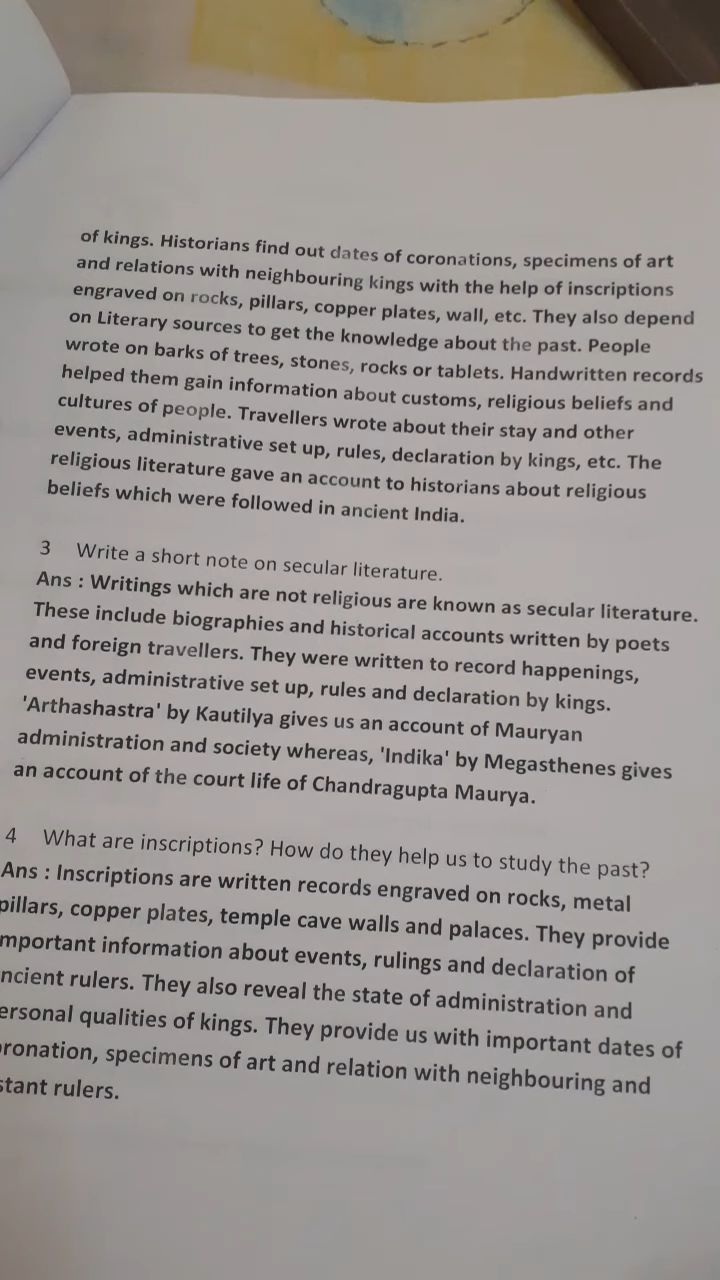 of kings. Historians find out dates of coronations, specimens of art
and relations with neighbouring kings with the help of inscriptions
engraved on rocks, pillars, copper plates, wall, etc. They also depend
on Literary sources to get the knowledge about the past. People
wrote on barks of trees, stones, rocks or tablets. Handwritten records
helped them gain information about customs, religious beliefs and
cultures of people. Travellers wrote about their stay and other
events, administrative set up, rules, declaration by kings, etc. The
religious literature gave an account to historians about religious
beliefs which were followed in ancient India.
3 Write a short note on secular literature.
Ans : Writings which are not religious are known as secular literature.
These include biographies and historical accounts written by poets
and foreign travellers. They were written to record happenings,
events, administrative set up, rules and declaration by kings.
'Arthashastra' by Kautilya gives us an account of Mauryan
administration and society whereas, 'Indika' by Megasthenes gives
an account of the court life of Chandragupta Maurya.
4 What are inscriptions? How do they help us to study the past?
Ans : Inscriptions are written records engraved on rocks, metal
pillars, copper plates, temple cave walls and palaces. They provide
mportant information about events, rulings and declaration of
ncient rulers. They also reveal the state of administration and
ersonal qualities of kings. They provide us with important dates of
oronation, specimens of art and relation with neighbouring and
stant rulers.